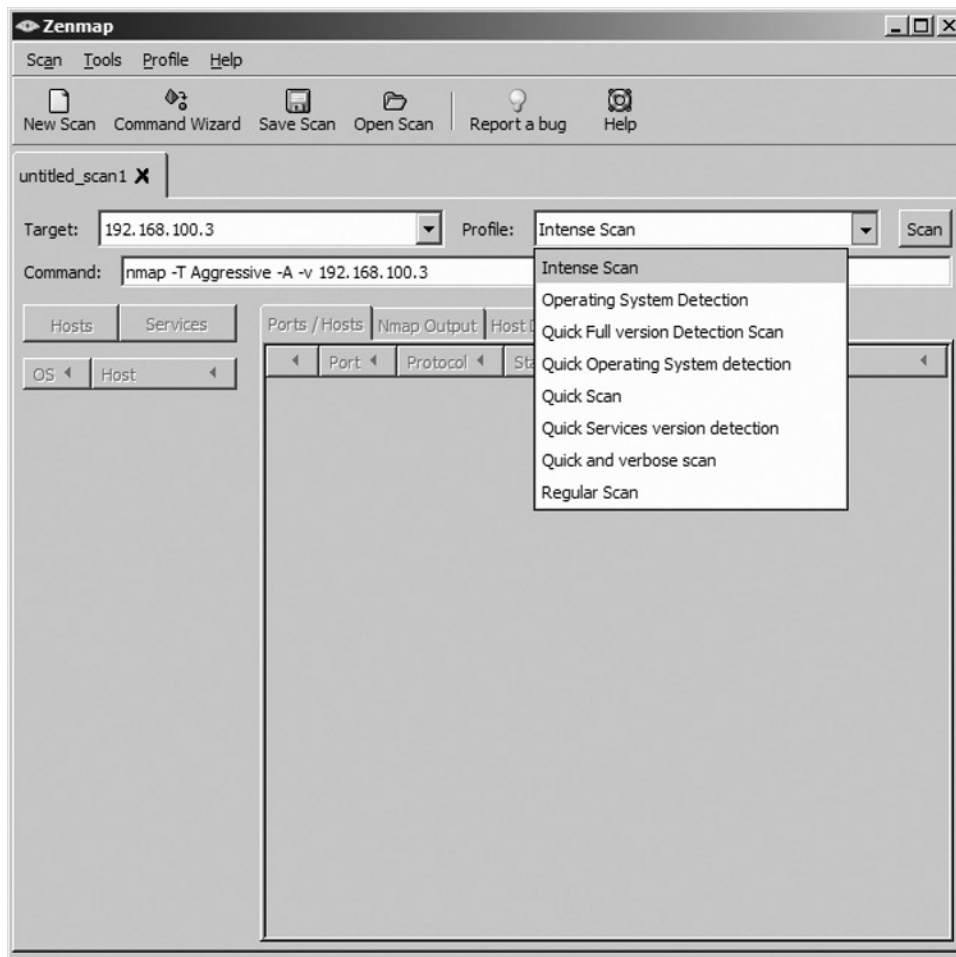 Zenmap
Scan Tools Profile Help
New Scan Command Wizard Save Scan Open Scan Report a bug Help
untitled_scan1
Target: 192.168.100.3 Profile: Intense Scan Scan
Command: nmap -T Aggressive -A -v 192.168.100.3
Intense Scan
Operating System Detection
Quick Full version Detection Scan
Quick Operating System detection
Quick Scan
Quick Services version detection
Quick and verbose scan
Regular Scan
Hosts Services Ports / Hosts Nmap Output Host
OS Host Port Protocol